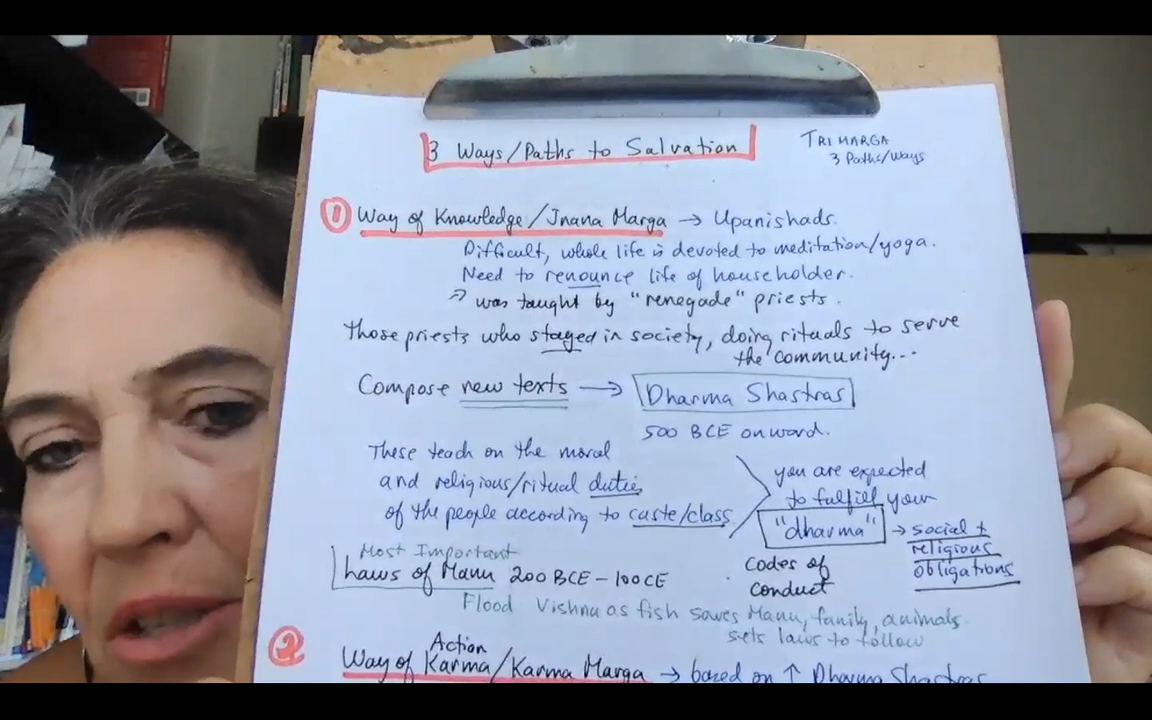 3 Ways/Paths to Salvation
TRI MARGA
3 Paths/Ways
① Way of Knowledge/Jnana Marga → Upanishads.
Difficult, whole life is devoted to meditation/yoga.
Need to renounce life of householder.
→ was taught by "renegade" priests.
Those priests who stayed in society, doing rituals to serve
the community...
Compose new texts → Dharma Shastras
500 BCE onward.
These teach on the moral
and religious/ritual duties
of the people according to caste/class
you are expected
to fulfill your
"dharma" → social +
religious
obligations
codes of
conduct
Most Important
Laws of Manu 200 BCE - 100 CE
Flood Vishnu as fish saves Manu, family, animals.
sets laws to follow
② Way of Karma/Karma Marga → based on ↑ Dharma Shastras
Action